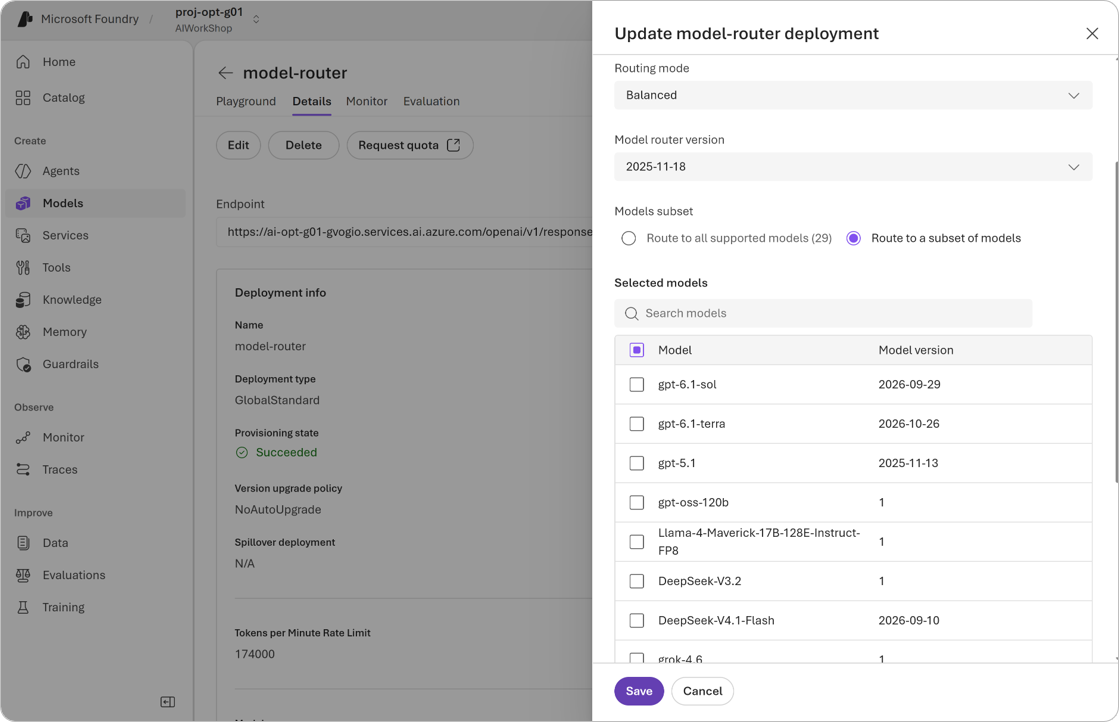 Microsoft Foundry / proj-opt-g01
AIWorkShop
Home
Catalog
Create
Agents
Models
Services
Tools
Knowledge
Memory
Guardrails
Observe
Monitor
Traces
Improve
Data
Evaluations
Training
model-router
Playground Details Monitor Evaluation
Edit Delete Request quota
Endpoint
https://ai-opt-g01-gvogio.services.ai.azure.com/openai/v1/response
Deployment info
Name
model-router
Deployment type
GlobalStandard
Provisioning state
Succeeded
Version upgrade policy
NoAutoUpgrade
Spillover deployment
N/A
Tokens per Minute Rate Limit
174000
Update model-router deployment
Routing mode
Balanced
Model router version
2025-11-18
Models subset
Route to all supported models (29) Route to a subset of models
Selected models
Search models
Model Model version
gpt-6.1-sol 2026-09-29
gpt-6.1-terra 2026-10-26
gpt-5.1 2025-11-13
gpt-oss-120b 1
Llama-4-Maverick-17B-128E-Instruct-
FP8 1
DeepSeek-V3.2 1
DeepSeek-V4.1-Flash 2026-09-10
grok-4.6 1
Save Cancel